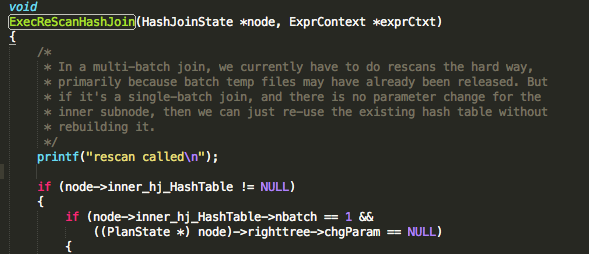 void
ExecReScanHashJoin(HashJoinState *node, ExprContext *exprCtxt)
{
    /*
     * In a multi-batch join, we currently have to do rescans the hard way,
     * primarily because batch temp files may have already been released. But
     * if it's a single-batch join, and there is no parameter change for the
     * inner subnode, then we can just re-use the existing hash table without
     * rebuilding it.
     */
    printf("rescan called\n");
    if (node->inner_hj_HashTable != NULL)
    {
        if (node->inner_hj_HashTable->nbatch == 1 &&
            ((PlanState *) node)->righttree->chgParam == NULL)
        {